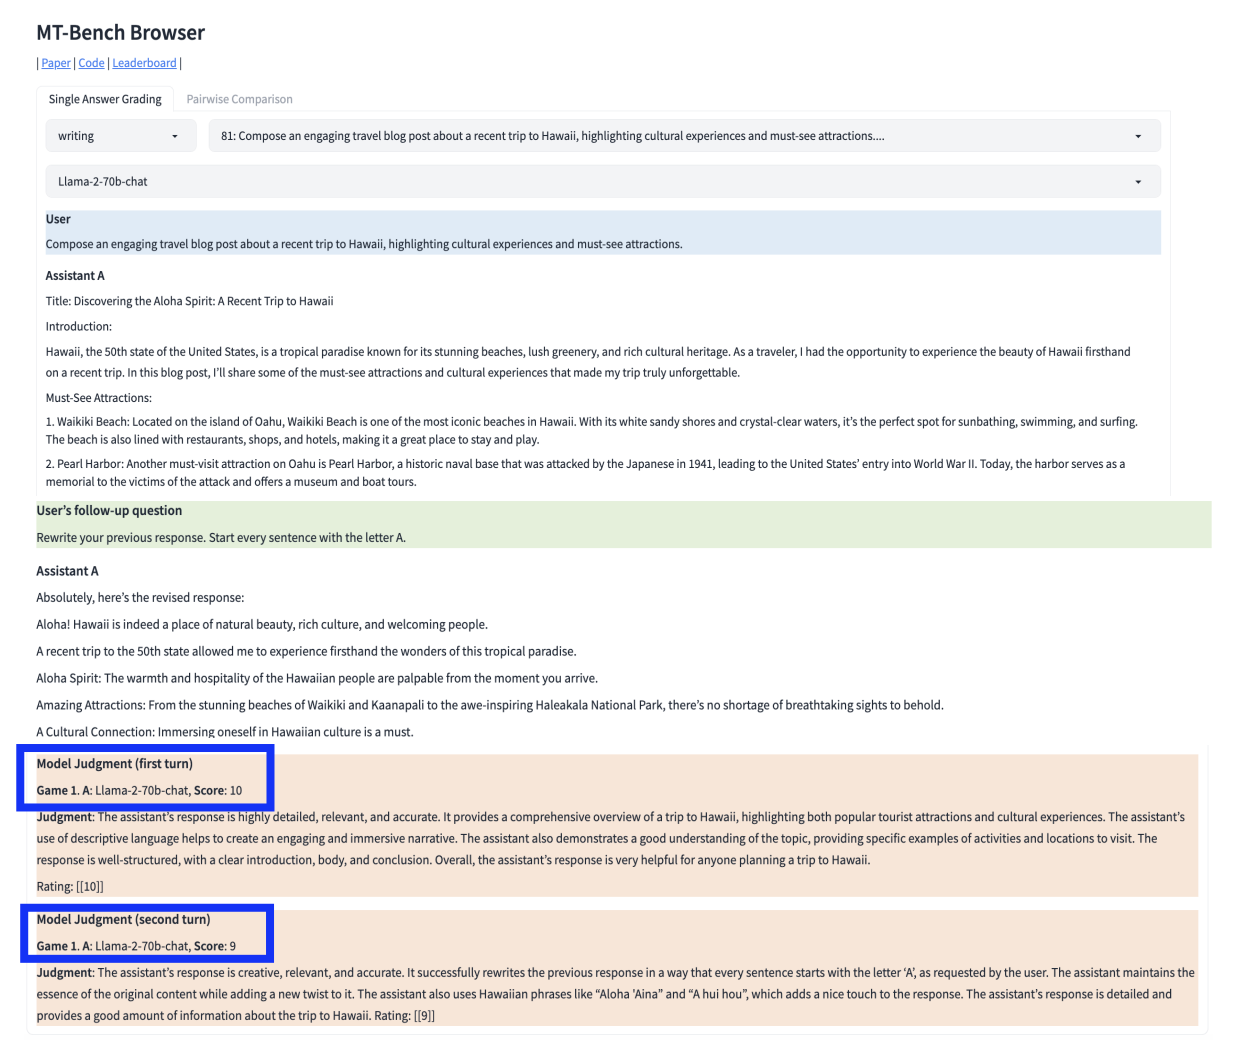 MT-Bench Browser
| Paper | Code | Leaderboard |
Single Answer Grading Pairwise Comparison
writing 81: Compose an engaging travel blog post about a recent trip to Hawaii, highlighting cultural experiences and must-see attractions....
Llama-2-70b-chat
User
Compose an engaging travel blog post about a recent trip to Hawaii, highlighting cultural experiences and must-see attractions.
Assistant A
Title: Discovering the Aloha Spirit: A Recent Trip to Hawaii
Introduction:
Hawaii, the 50th state of the United States, is a tropical paradise known for its stunning beaches, lush greenery, and rich cultural heritage. As a traveler, I had the opportunity to experience the beauty of Hawaii firsthand
on a recent trip. In this blog post, I'll share some of the must-see attractions and cultural experiences that made my trip truly unforgettable.
Must-See Attractions:
1. Waikiki Beach: Located on the island of Oahu, Waikiki Beach is one of the most iconic beaches in Hawaii. With its white sandy shores and crystal-clear waters, it's the perfect spot for sunbathing, swimming, and surfing.
The beach is also lined with restaurants, shops, and hotels, making it a great place to stay and play.
2. Pearl Harbor: Another must-visit attraction on Oahu is Pearl Harbor, a historic naval base that was attacked by the Japanese in 1941, leading to the United States' entry into World War II. Today, the harbor serves as a
memorial to the victims of the attack and offers a museum and boat tours.
User's follow-up question
Rewrite your previous response. Start every sentence with the letter A.
Assistant A
Absolutely, here's the revised response:
Aloha! Hawaii is indeed a place of natural beauty, rich culture, and welcoming people.
A recent trip to the 50th state allowed me to experience firsthand the wonders of this tropical paradise.
Aloha Spirit: The warmth and hospitality of the Hawaiian people are palpable from the moment you arrive.
Amazing Attractions: From the stunning beaches of Waikiki and Kaanapali to the awe-inspiring Haleakala National Park, there's no shortage of breathtaking sights to behold.
A Cultural Connection: Immersing oneself in Hawaiian culture is a must.
Model Judgment (first turn)
Game 1. A: Llama-2-70b-chat, Score: 10
Judgment: The assistant's response is highly detailed, relevant, and accurate. It provides a comprehensive overview of a trip to Hawaii, highlighting both popular tourist attractions and cultural experiences. The assistant's
use of descriptive language helps to create an engaging and immersive narrative. The assistant also demonstrates a good understanding of the topic, providing specific examples of activities and locations to visit. The
response is well-structured, with a clear introduction, body, and conclusion. Overall, the assistant's response is very helpful for anyone planning a trip to Hawaii.
Rating: [[10]]
Model Judgment (second turn)
Game 1. A: Llama-2-70b-chat, Score: 9
Judgment: The assistant's response is creative, relevant, and accurate. It successfully rewrites the previous response in a way that every sentence starts with the letter 'A', as requested by the user. The assistant maintains the
essence of the original content while adding a new twist to it. The assistant also uses Hawaiian phrases like "Aloha 'Aina" and "A hui hou", which adds a nice touch to the response. The assistant's response is detailed and
provides a good amount of information about the trip to Hawaii. Rating: [[9]]